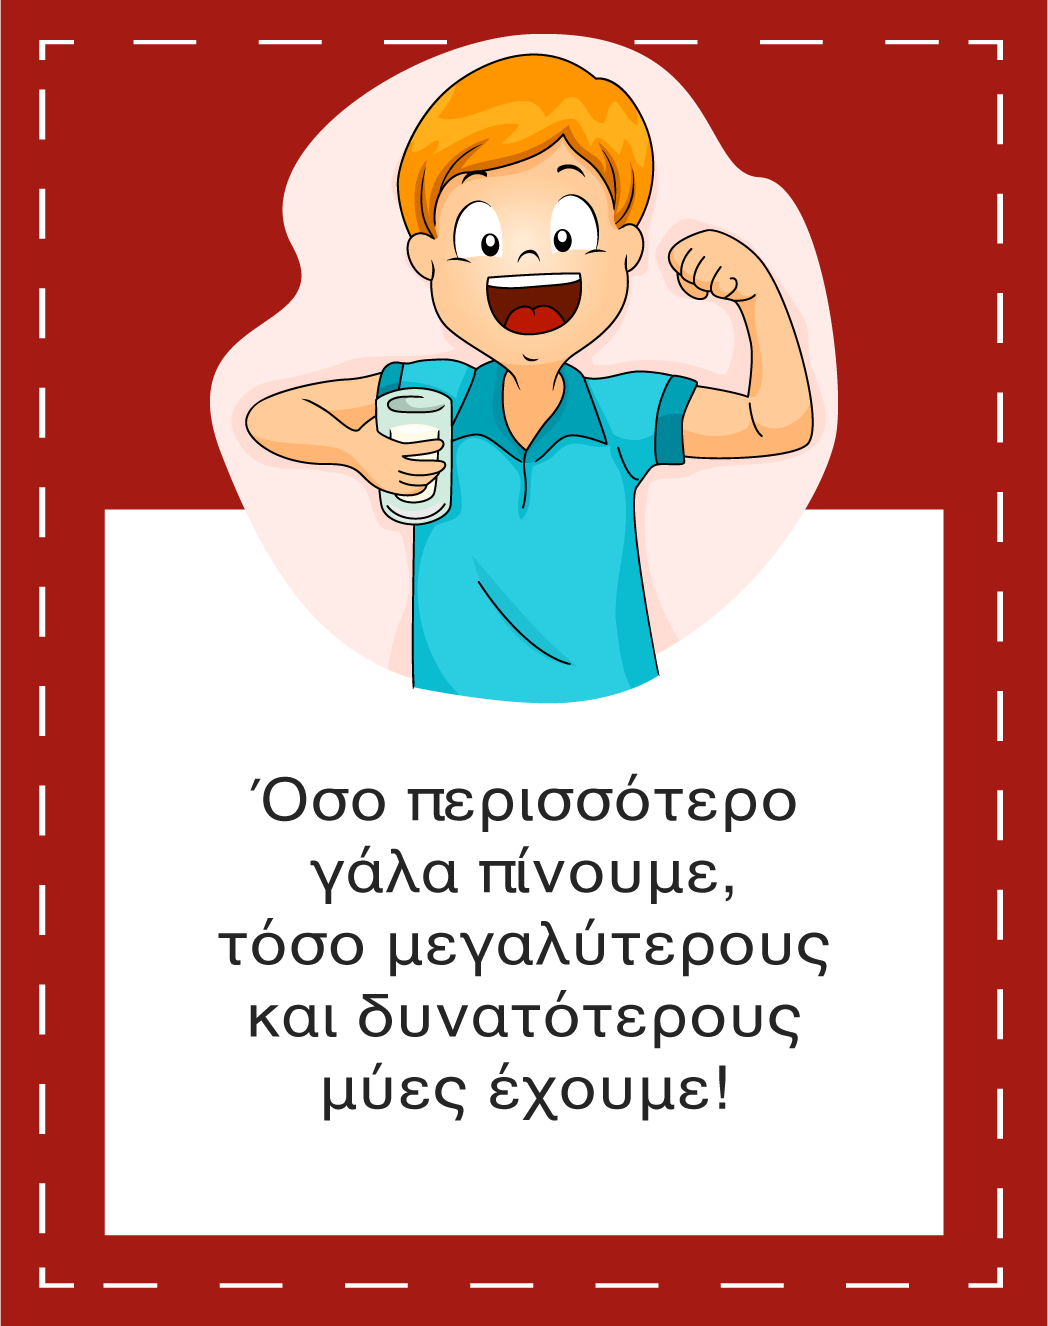 Όσο περισσότερο
γάλα πίνουμε,
τόσο μεγαλύτερους
και δυνατότερους
μύες έχουμε!